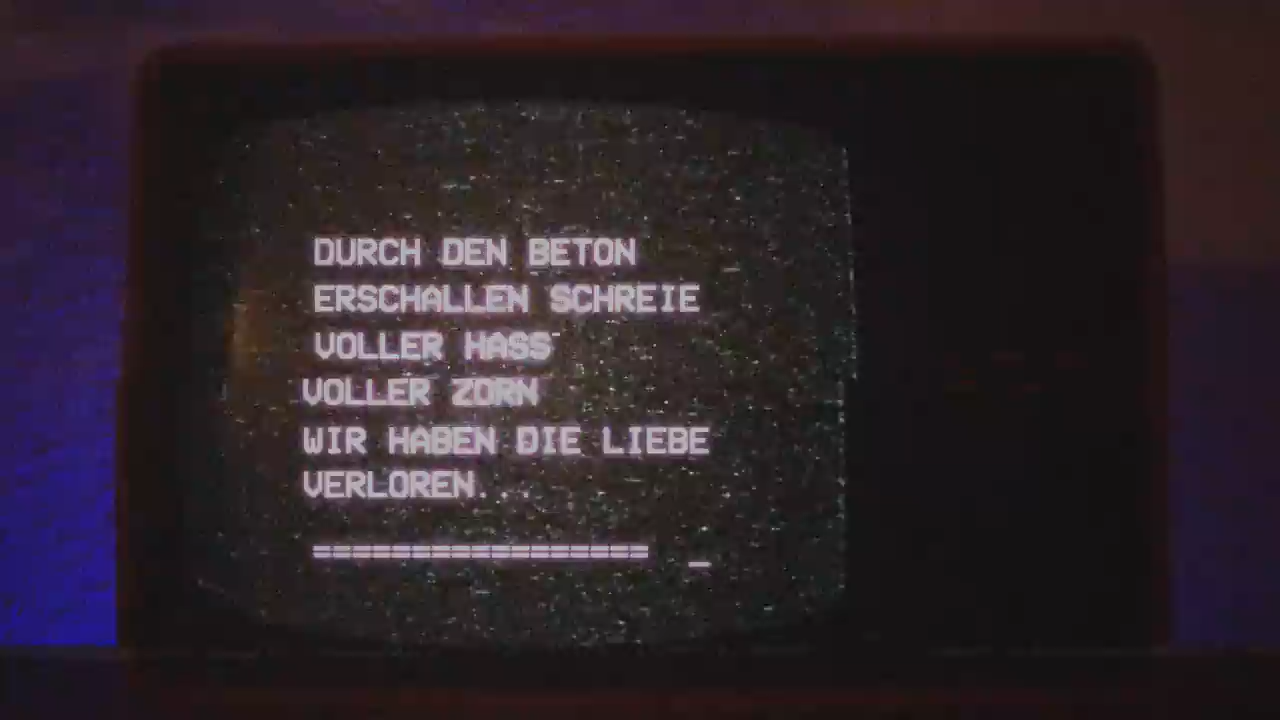 DURCH DEN BETON
ERSCHALLEN SCHREIE
VOLLER HASS
VOLLER ZORN
WIR HABEN DIE LIEBE
VERLOREN...